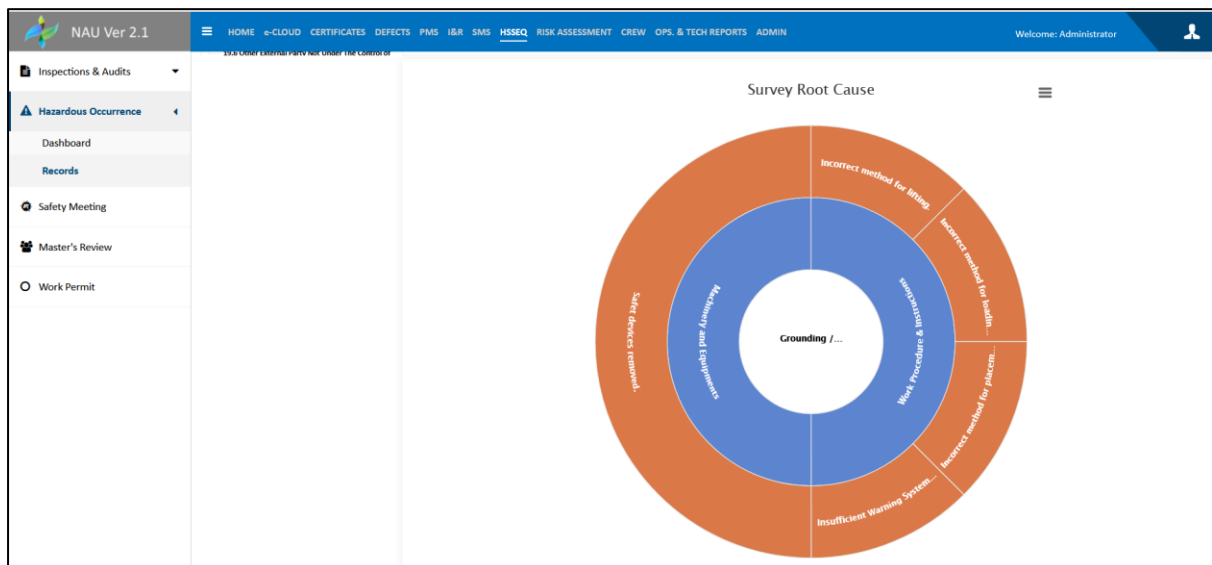 NAU Ver 2.1
HOME e-CLOUD CERTIFICATES DEFECTS PMS I&R SMS HSSEQ RISK ASSESSMENT CREW OPS. & TECH REPORTS ADMIN
Welcome: Administrator
19.6 Other External Party Not Under The Control of
Inspections & Audits
Hazardous Occurrence
Dashboard
Records
Safety Meeting
Master's Review
Work Permit
Survey Root Cause
Incorrect method for lifting.
Incorrect method for loadin...
Incorrect method for placem...
Insufficient Warning System...
Safet devices removed.
Machinery and Equipments
Work Procedure & Instructions
Grounding /...